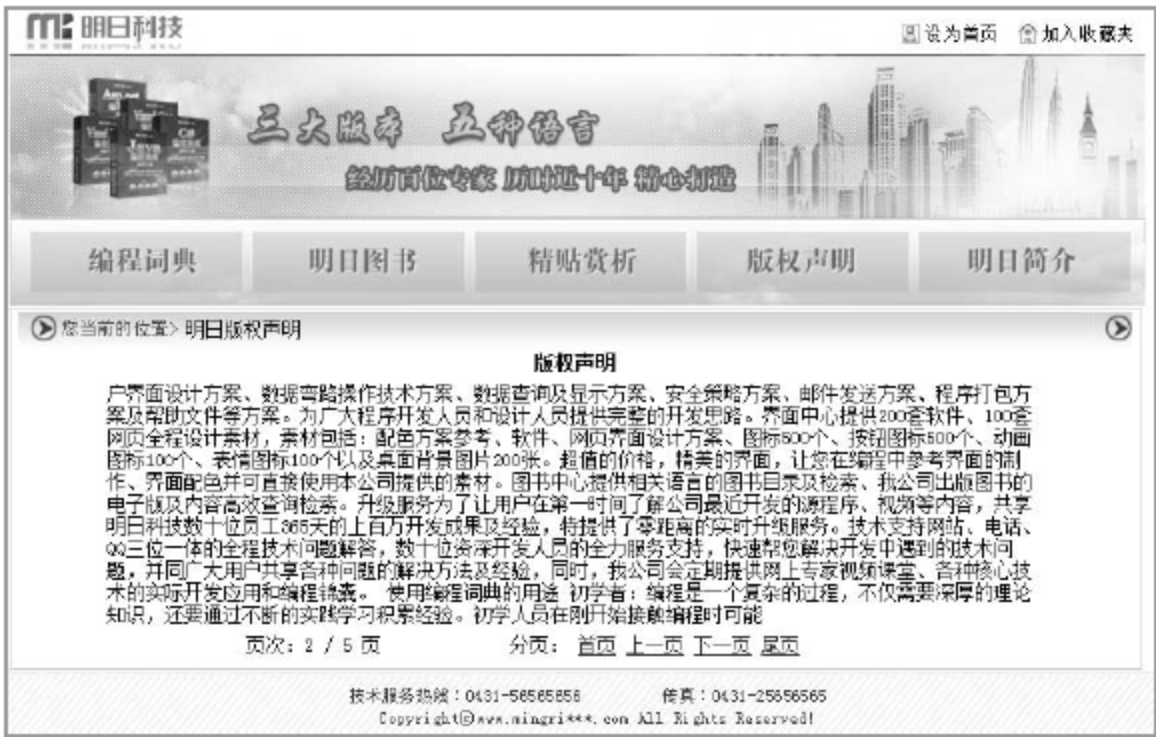 明日科技
设为首页 加入收藏夹
三大版本 五种语言
经历百位专家 历时近十年 精心打造
编程词典 明日图书 精贴赏析 版权声明 明日简介
您当前的位置> 明日版权声明
版权声明
户界面设计方案、数据弯路操作技术方案、数据查询及显示方案、安全策略方案、邮件发送方案、程序打包方
案及帮助文件等方案。为广大程序开发人员和设计人员提供完整的开发思路。界面中心提供200套软件、100套
网页全程设计素材，素材包括：配色方案参考、软件、网页界面设计方案、图标500个、按钮图标500个、动画
图标100个、表情图标100个以及桌面背景图片200张。超值的价格，精美的界面，让您在编程中参考界面的制
作、界面配色并可直接使用本公司提供的素材。图书中心提供相关语言的图书目录及检索、我公司出版图书的
电子版及内容高效查询检索。升级服务为了让用户在第一时间了解公司最近开发的源程序、视频等内容，共享
明日科技数十位员工365天的上百万开发成果及经验，特提供了零距离的实时升级服务。技术支持网站、电话、
QQ三位一体的全程技术问题解答，数十位资深开发人员的全力服务支持，快速帮您解决开发中遇到的技术问
题，并同广大用户共享各种问题的解决方法及经验，同时，我公司会定期提供网上专家视频课堂、各种核心技
术的实际开发应用和编程锦囊。 使用编程词典的用途 初学者：编程是一个复杂的过程，不仅需要深厚的理论
知识，还要通过不断的实践学习积累经验。初学人员在刚开始接触编程时可能
页次：2 / 5 页 分页： 首页 上一页 下一页 尾页
技术服务热线：0431-56565656 传真：0431-25656565
Copyright©www.mingri***.com All Rights Reserved!